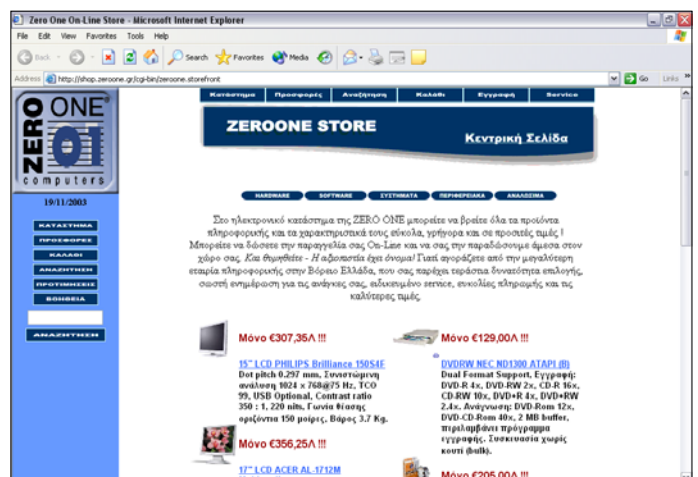 Zero One On-Line Store - Microsoft Internet Explorer
File Edit View Favorites Tools Help
Back Search Favorites Media
Address http://shop.zeroone.gr/cgi-bin/zeroone.storefront Go Links
Κατάστημα Προσφορές Αναζήτηση Καλάθι Εγγραφή Service
ZERO ONE 01 computers
ZEROONE STORE
Κεντρική Σελίδα
19/11/2003
HARDWARE SOFTWARE ΣΥΣΤΗΜΑΤΑ ΠΕΡΙΦΕΡΕΙΑΚΑ ΑΝΑΛΩΣΙΜΑ
ΚΑΤΑΣΤΗΜΑ
ΠΡΟΣΦΟΡΕΣ
ΚΑΛΑΘΙ
ΑΝΑΖΗΤΗΣΗ
ΠΡΟΤΙΜΗΣΕΙΣ
ΒΟΗΘΕΙΑ
ΑΝΑΖΗΤΗΣΗ
Στο ηλεκτρονικό κατάστημα της ZERO ONE μπορείτε να βρείτε όλα τα προϊόντα
πληροφορικής και τα χαρακτηριστικά τους εύκολα, γρήγορα και σε προσιτές τιμές !
Μπορείτε να δώσετε την παραγγελία σας On-Line και να σας την παραδώσουμε άμεσα στον
χώρο σας. Και θυμηθείτε - Η αξιοπιστία έχει όνομα! Γιατί αγοράζετε από την μεγαλύτερη
εταιρία πληροφορικής στην Βόρειο Ελλάδα, που σας παρέχει τεράστια δυνατότητα επιλογής,
σωστή ενημέρωση για τις ανάγκες σας, ειδικευμένο service, ευκολίες πληρωμής και τις
καλύτερες τιμές.
Μόνο €307,35Λ !!!
15" LCD PHILIPS Brilliance 150S4F
Dot pitch 0.297 mm, Συνιστώμενη
ανάλυση 1024 x 768@75 Hz, TCO
99, USB Optional, Contrast ratio
350 : 1, 220 nits, Γωνία θέασης
οριζόντια 150 μοίρες, Βάρος 3.7 Kg.
Μόνο €356,25Λ !!!
17" LCD ACER AL-1712M
Μόνο €129,00Λ !!!
DVDRW NEC ND1300 ATAPI (B)
Dual Format Support, Εγγραφή:
DVD-R 4x, DVD-RW 2x, CD-R 16x,
CD-RW 10x, DVD+R 4x, DVD+RW
2.4x. Ανάγνωση: DVD-Rom 12x,
DVD-CD-Rom 40x, 2 MB buffer,
περιλαμβάνει πρόγραμμα
εγγραφής. Συσκευασία χωρίς
κουτί (bulk).
Μόνο €205,00Λ !!!